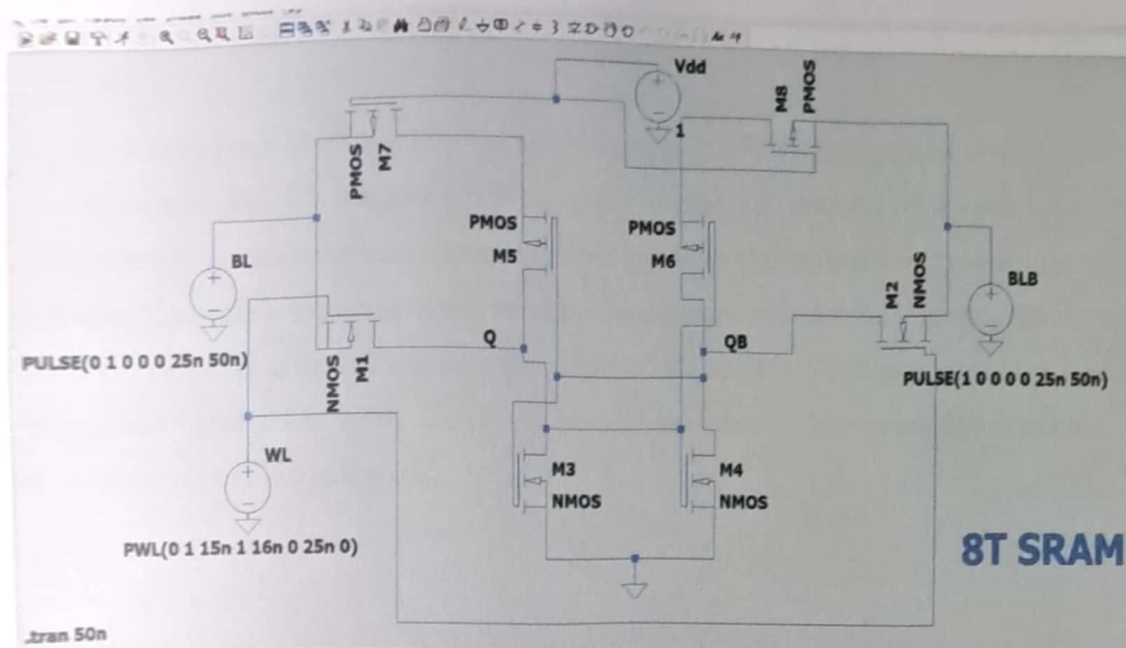 Vdd
1
M8
PMOS
PMOS
M7
PMOS
M5
PMOS
M6
BL
PULSE(0 1 0 0 0 25n 50n)
NMOS
M1
Q
QB
M2
NMOS
BLB
PULSE(1 0 0 0 0 25n 50n)
WL
PWL(0 1 15n 1 16n 0 25n 0)
M3
NMOS
M4
NMOS
8T SRAM
.tran 50n